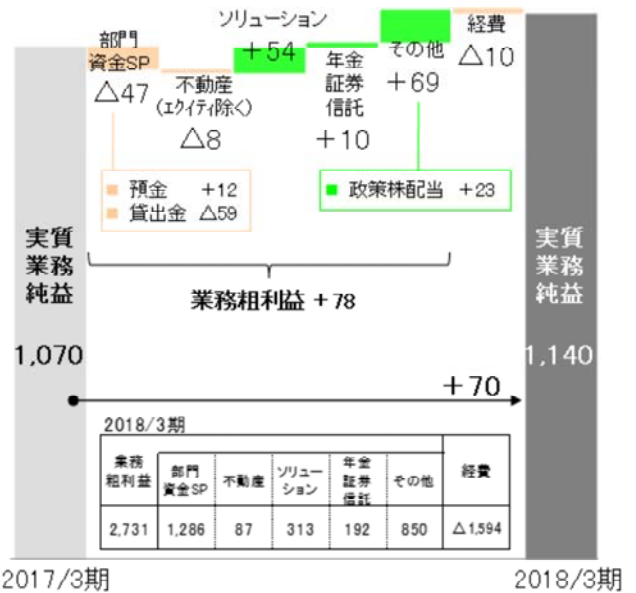 部門
資金SP
△47
不動産
(エクイティ除く)
△8
ソリューション
+54
年金
証券
信託
+10
その他
+69
経費
△10
■ 預金 +12
■ 貸出金 △59
■ 政策株配当 +23
実質
業務
純益
1,070
業務粗利益 +78
実質
業務
純益
1,140
+70
2018/3期
業務
粗利益
部門
資金SP
不動産
ソリュー
ション
年金
証券
信託
その他
経費
2,731 1,286 87 313 192 850 △1,594
2017/3期
2018/3期